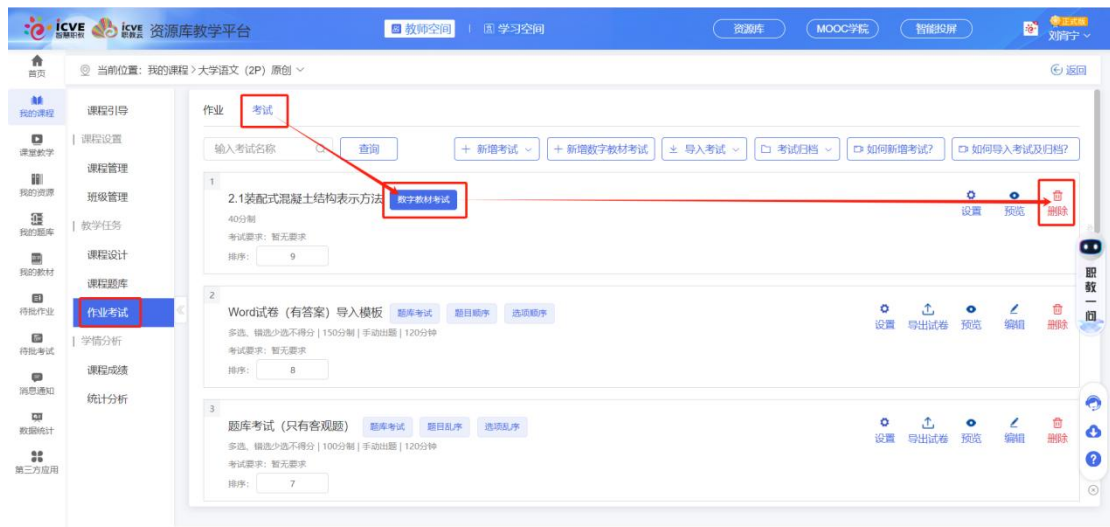 icve 智慧职教 icve 职教云 资源库教学平台 教师空间 学习空间 资源库 MOOC学院 智能投屏 正式版 刘青宁
首页 当前位置：我的课程>大学语文（2P）原创 返回
我的课程
课堂教学
我的资源
我的题库
我的教材
待批作业
待批考试
消息通知
数据统计
第三方应用
课程引导
课程设置
课程管理
班级管理
教学任务
课程设计
课程题库
作业考试
学情分析
课程成绩
统计分析
作业 考试
输入考试名称 查询 + 新增考试 + 新增数字教材考试 导入考试 考试归档 如何新增考试? 如何导入考试及归档?
1
2.1装配式混凝土结构表示方法 数字教材考试 设置 预览 删除
40分制
考试要求：暂无要求
排序： 9
2
Word试卷（有答案）导入模板 题库考试 题目顺序 选项顺序 设置 导出试卷 预览 编辑 删除
多选、错选少选不得分 | 150分制 | 手动出题 | 120分钟
考试要求：暂无要求
排序： 8
3
题库考试（只有客观题） 题库考试 题目乱序 选项乱序 设置 导出试卷 预览 编辑 删除
多选、错选少选不得分 | 100分制 | 手动出题 | 120分钟
考试要求：暂无要求
排序： 7
职教一问